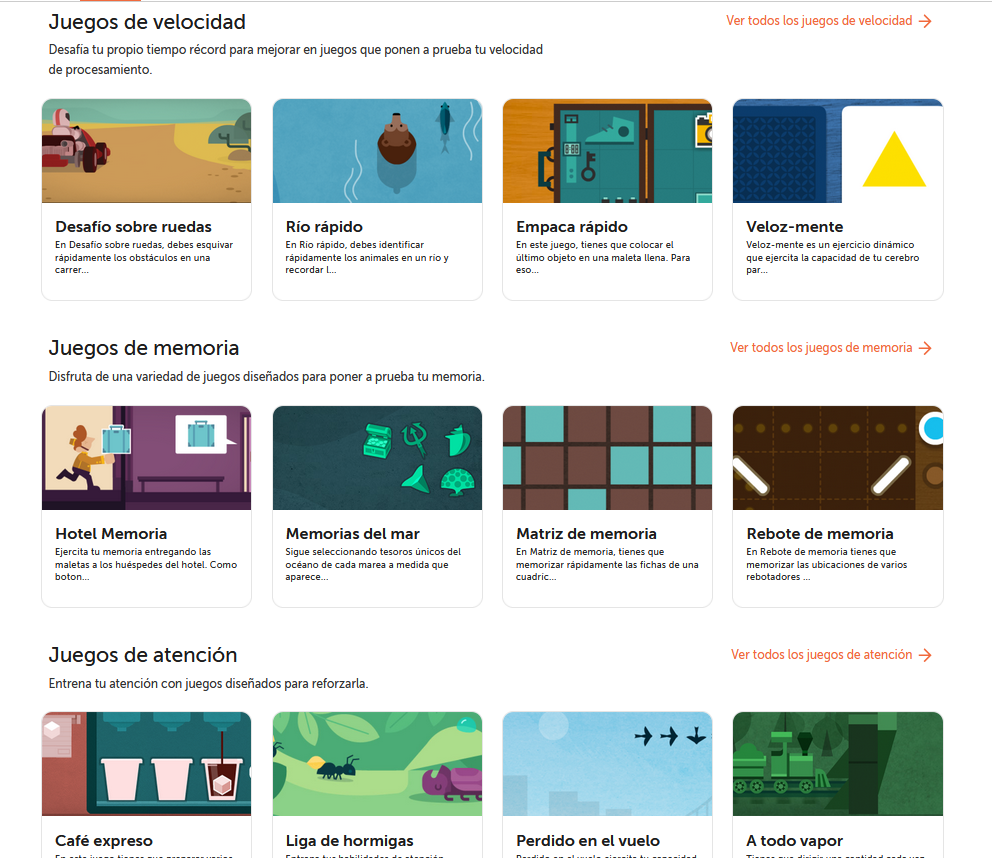 Juegos de velocidad
Ver todos los juegos de velocidad
Desafía tu propio tiempo récord para mejorar en juegos que ponen a prueba tu velocidad
de procesamiento.
Desafío sobre ruedas
En Desafío sobre ruedas, debes esquivar
rápidamente los obstáculos en una
carrer...
Río rápido
En Río rápido, debes identificar
rápidamente los animales en un río y
recordar l...
Empaca rápido
En este juego, tienes que colocar el
último objeto en una maleta llena. Para
eso...
Veloz-mente
Veloz-mente es un ejercicio dinámico
que ejercita la capacidad de tu cerebro
par...
Juegos de memoria
Ver todos los juegos de memoria
Disfruta de una variedad de juegos diseñados para poner a prueba tu memoria.
Hotel Memoria
Ejercita tu memoria entregando las
maletas a los huéspedes del hotel. Como
boton...
Memorias del mar
Sigue seleccionando tesoros únicos del
océano de cada marea a medida que
aparece...
Matriz de memoria
En Matriz de memoria, tienes que
memorizar rápidamente las fichas de una
cuadríc...
Rebote de memoria
En Rebote de memoria tienes que
memorizar las ubicaciones de varios
rebotadores ...
Juegos de atención
Ver todos los juegos de atención
Entrena tu atención con juegos diseñados para reforzarla.
Café expreso
Liga de hormigas
Perdido en el vuelo
A todo vapor